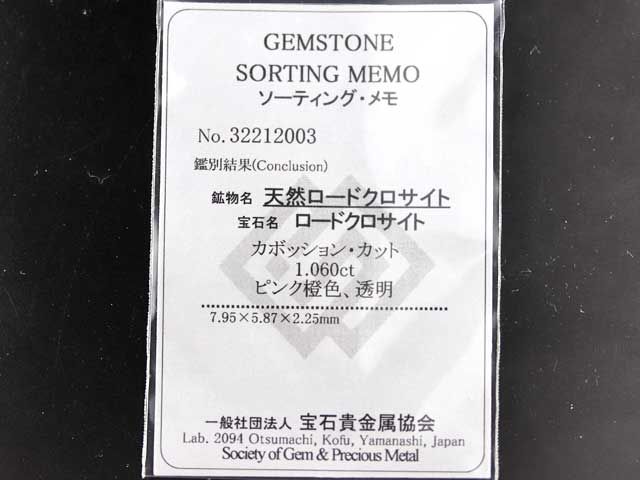 GEMSTONE
SORTING MEMO
ソーティング・メモ
No. 32212003
鑑別結果(Conclusion)
鉱物名 天然ロードクロサイト
宝石名 ロードクロサイト
カボッション・カット
1.060ct
ピンク橙色、透明
7.95×5.87×2.25mm
一般社団法人 宝石貴金属協会
Lab. 2094 Otsumachi, Kofu, Yamanashi, Japan
Society of Gem & Precious Metal